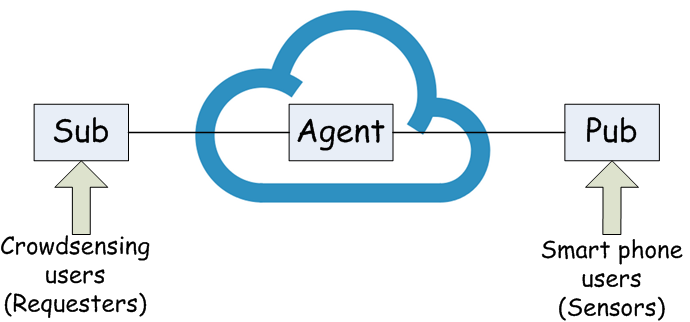 Sub
Agent
Pub
Crowdsensing
users
(Requesters)
Smart phone
users
(Sensors)